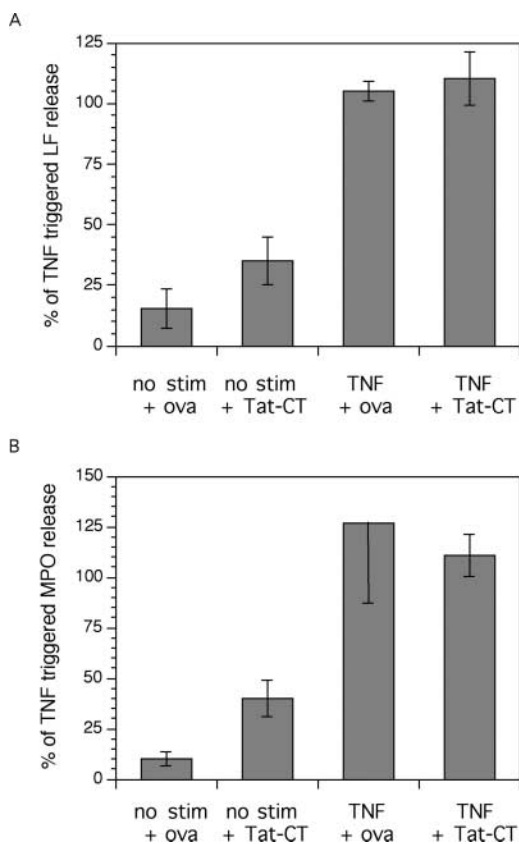 A
% of TNF triggered LF release
125
100
75
50
25
0
no stim + ova
no stim + Tat-CT
TNF + ova
TNF + Tat-CT
B
% of TNF triggered MPO release
150
125
100
75
50
25
0
no stim + ova
no stim + Tat-CT
TNF + ova
TNF + Tat-CT